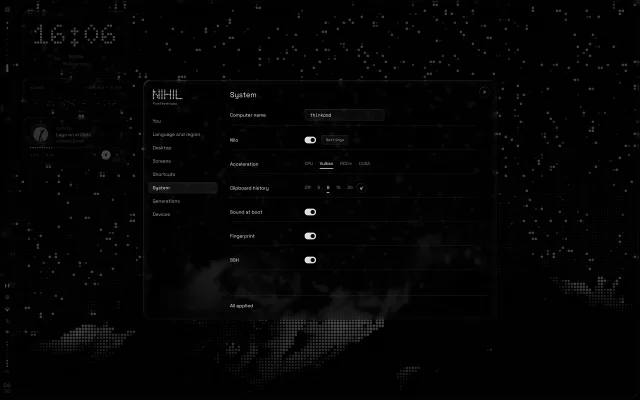 16:06
NIHIL
System
You
Language and region
Desktop
Screens
Shortcuts
System
Generations
Devices
Computer name
thinkpad
Settings
Acceleration
CPU Vulkan ROCm CUDA
Clipboard history
Off
Sound at boot
Fingerprint
SSH
All applied